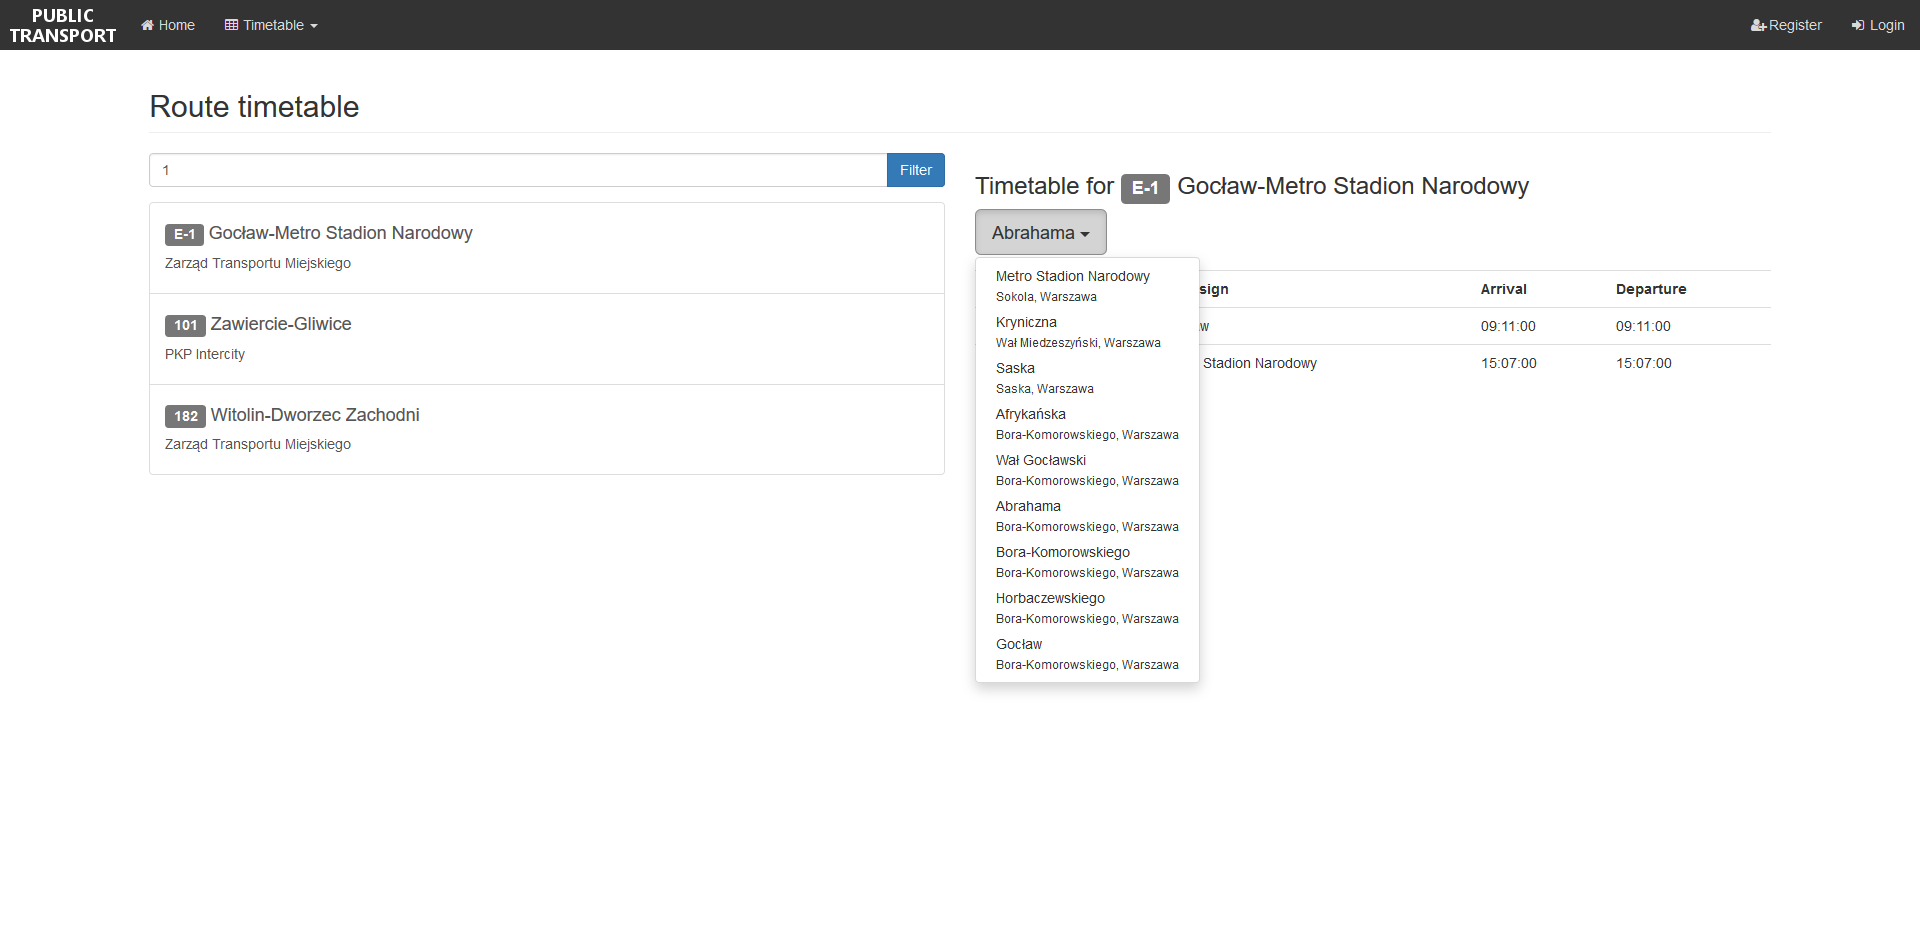 PUBLIC
TRANSPORT
Home
Timetable
Register
Login
Route timetable
1
Filter
E-1 Gocław-Metro Stadion Narodowy
Zarząd Transportu Miejskiego
101 Zawiercie-Gliwice
PKP Intercity
182 Witolin-Dworzec Zachodni
Zarząd Transportu Miejskiego
Timetable for E-1 Gocław-Metro Stadion Narodowy
Abrahama
Metro Stadion Narodowy
Sokola, Warszawa
Kryniczna
Wał Miedzeszyński, Warszawa
Saska
Saska, Warszawa
Afrykańska
Bora-Komorowskiego, Warszawa
Wał Gocławski
Bora-Komorowskiego, Warszawa
Abrahama
Bora-Komorowskiego, Warszawa
Bora-Komorowskiego
Bora-Komorowskiego, Warszawa
Horbaczewskiego
Bora-Komorowskiego, Warszawa
Gocław
Bora-Komorowskiego, Warszawa
sign Arrival Departure
w 09:11:00 09:11:00
Stadion Narodowy 15:07:00 15:07:00